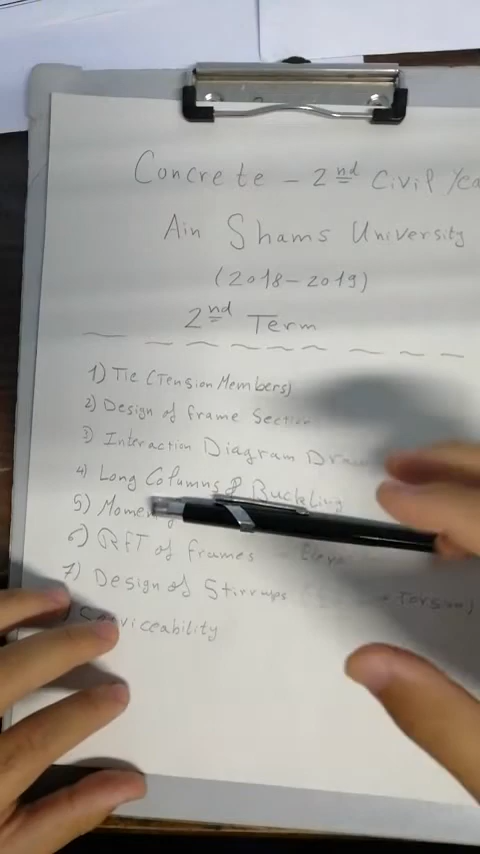 Concrete - 2nd Civil
Ain Shams University
(2018-2019)
2nd Term
1) Tie (Tension Members)
2) Design of Frame
3) Interaction Diagram
4) Long Columns & Buckling
5)
6) RFT of frames -
7) Design of Stirrups
Serviceability